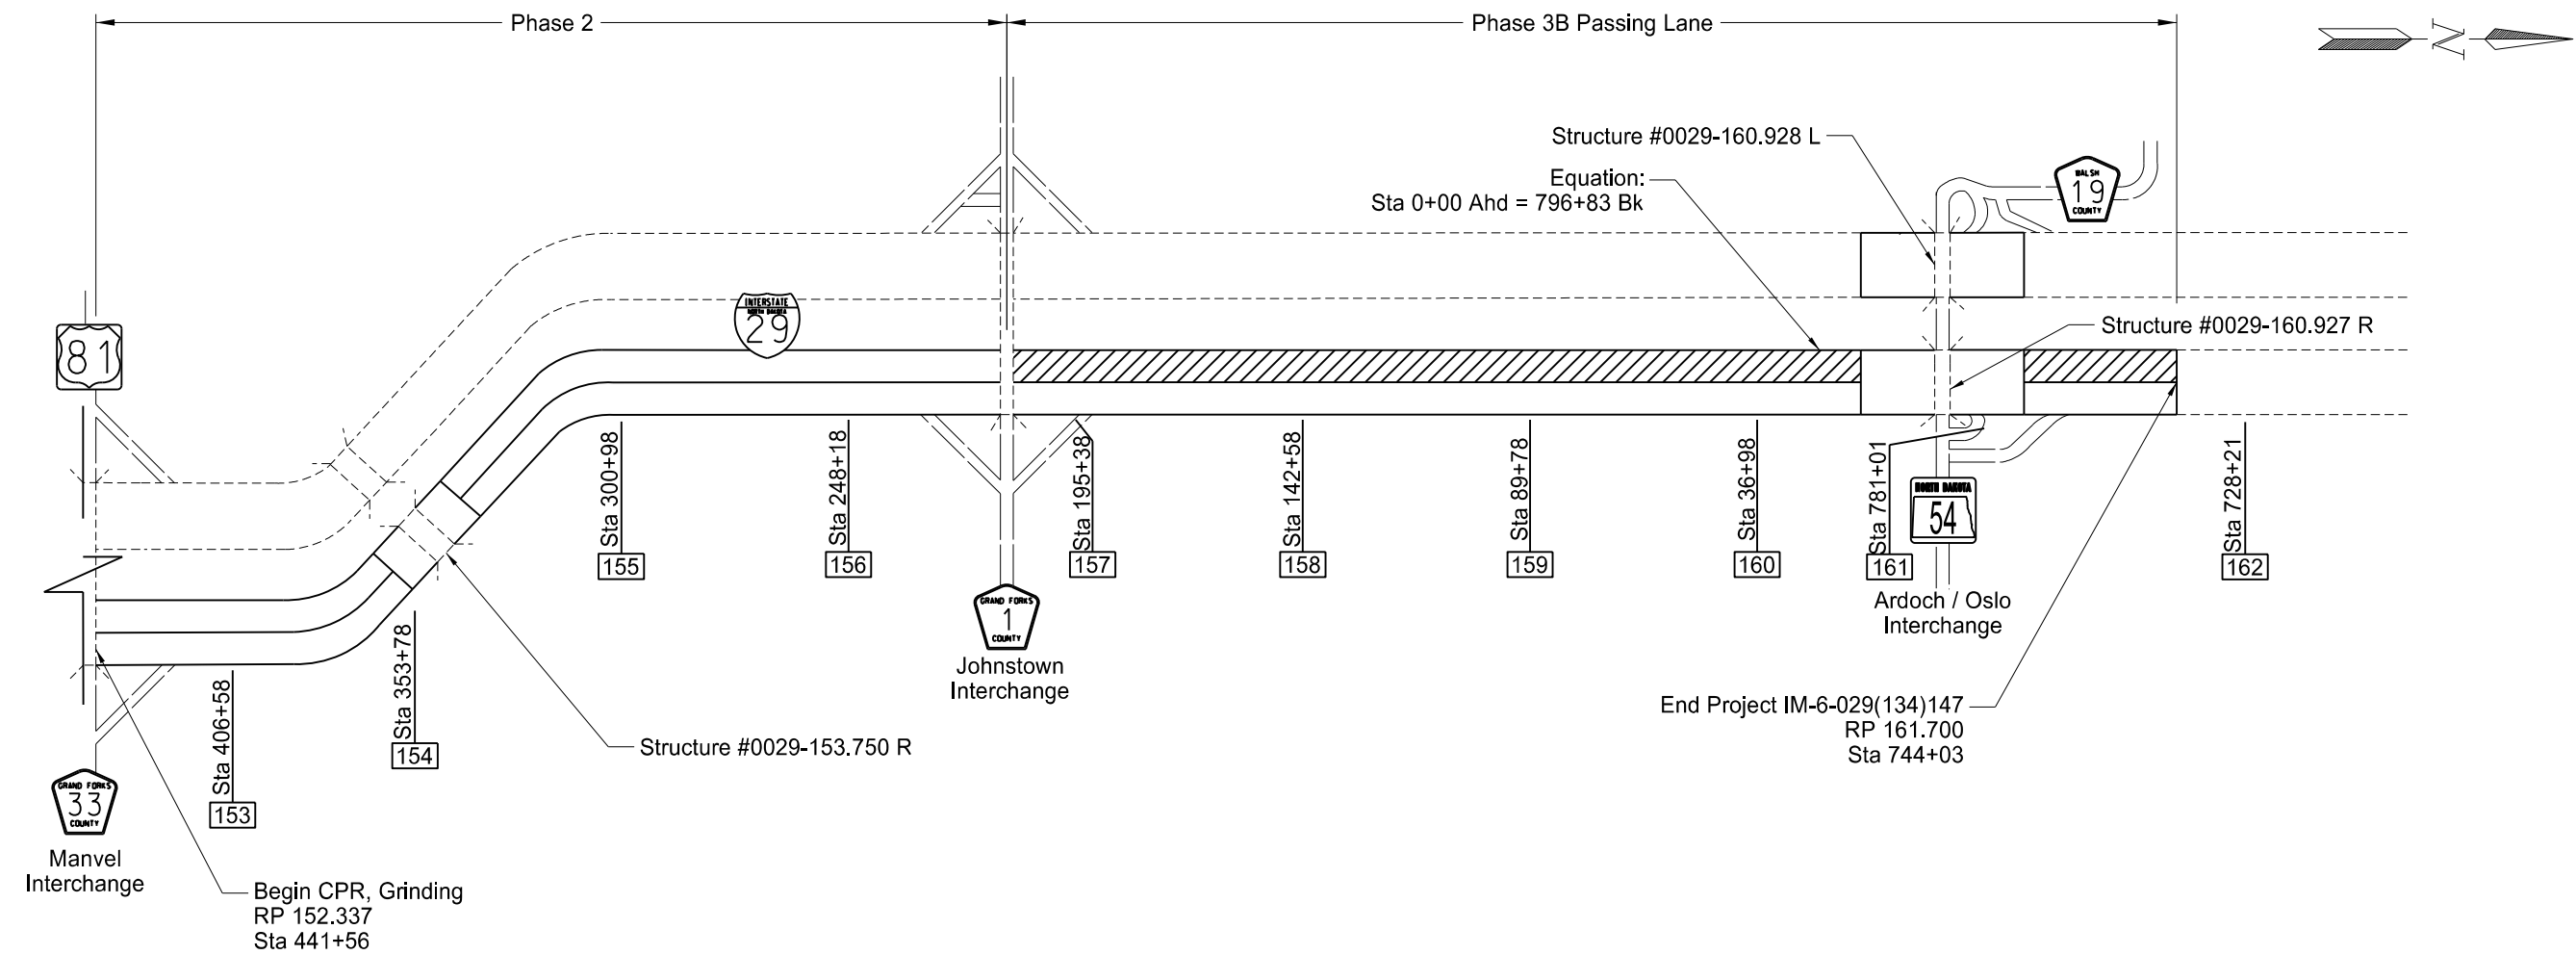 Phase 2
Phase 3B Passing Lane
N
Structure #0029-160.928 L
Equation:
Sta 0+00 Ahd = 796+83 Bk
WALSH
19
COUNTY
INTERSTATE
NORTH DAKOTA
29
81
Structure #0029-160.927 R
Sta 300+98
155
Sta 248+18
156
Sta 195+38
157
Sta 142+58
158
Sta 89+78
159
Sta 36+98
160
Sta 781+01
161
NORTH DAKOTA
54
Sta 728+21
162
Ardoch / Oslo
Interchange
GRAND FORKS
1
COUNTY
Johnstown
Interchange
Sta 406+58
153
Sta 353+78
154
Structure #0029-153.750 R
End Project IM-6-029(134)147
RP 161.700
Sta 744+03
GRAND FORKS
33
COUNTY
Manvel
Interchange
Begin CPR, Grinding
RP 152.337
Sta 441+56